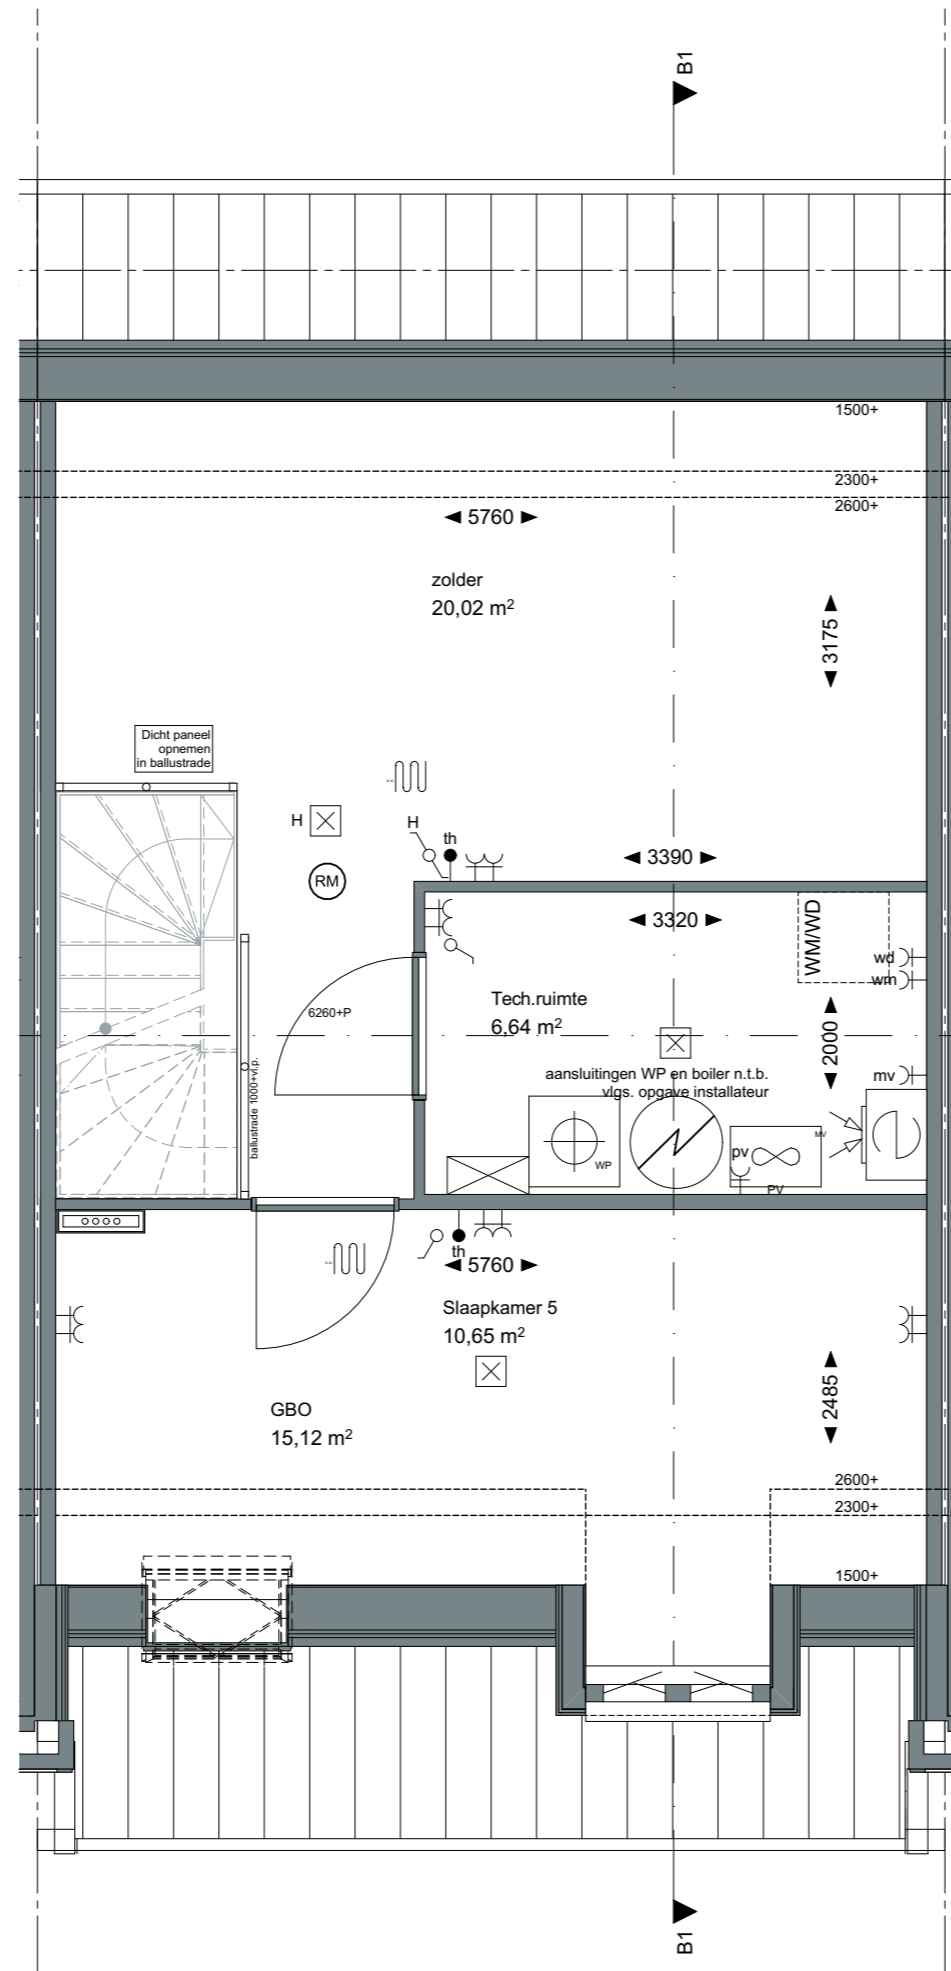 B1
1500+
2300+
2600+
5760
zolder
20,02 m²
3175
Dicht paneel
opnemen
in ballustrade
H
H
th
RM
3390
3320
WM/WD
wd
wm
6260+P
Tech.ruimte
6,64 m²
2000
aansluitingen WP en boiler n.t.b.
vlgs. opgave installateur
mv
ballustrade 1000+vl.p.
WP
pv
MV
PV
th
5760
Slaapkamer 5
10,65 m²
2485
GBO
15,12 m²
2600+
2300+
1500+
B1